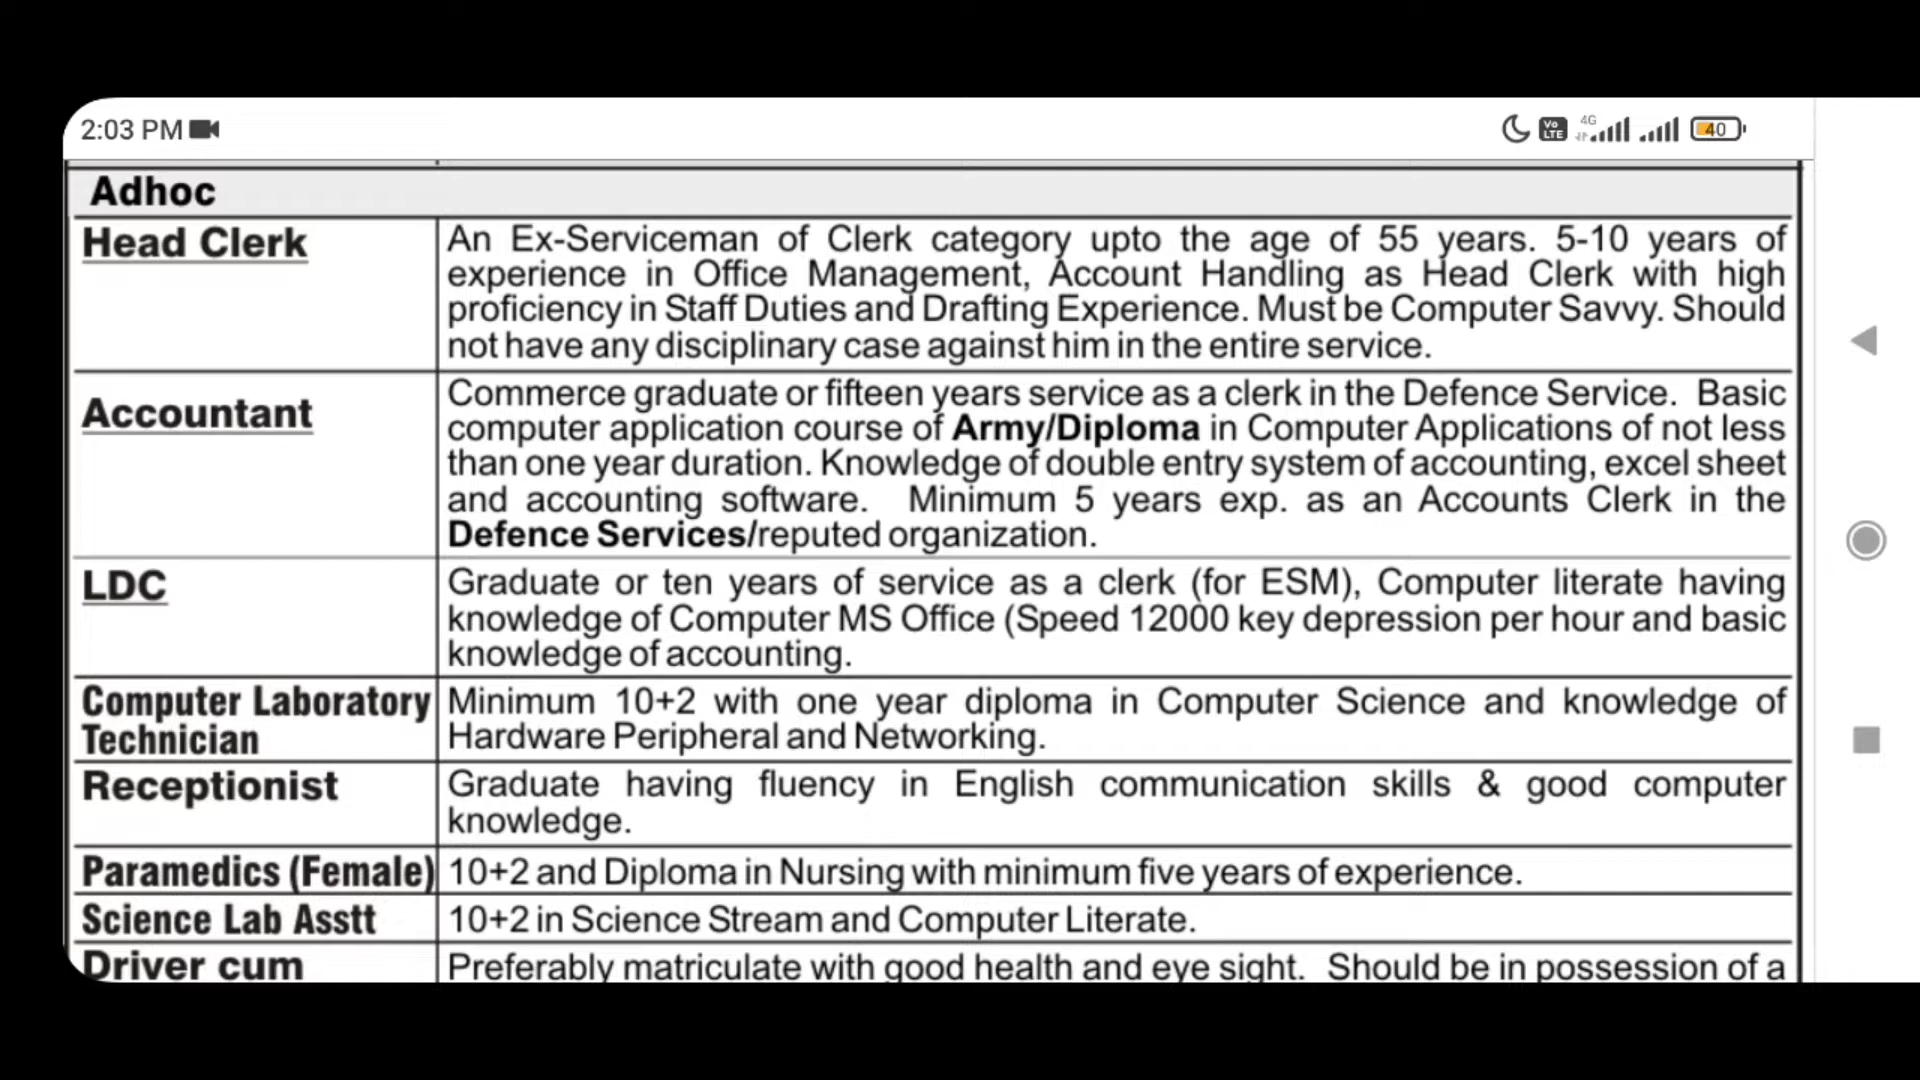 2:03 PM
Vo LTE 4G 40
Adhoc
Head Clerk
An Ex-Serviceman of Clerk category upto the age of 55 years. 5-10 years of
experience in Office Management, Account Handling as Head Clerk with high
proficiency in Staff Duties and Drafting Experience. Must be Computer Savvy. Should
not have any disciplinary case against him in the entire service.
Accountant
Commerce graduate or fifteen years service as a clerk in the Defence Service. Basic
computer application course of Army/Diploma in Computer Applications of not less
than one year duration. Knowledge of double entry system of accounting, excel sheet
and accounting software. Minimum 5 years exp. as an Accounts Clerk in the
Defence Services/reputed organization.
LDC
Graduate or ten years of service as a clerk (for ESM), Computer literate having
knowledge of Computer MS Office (Speed 12000 key depression per hour and basic
knowledge of accounting.
Computer Laboratory
Technician
Minimum 10+2 with one year diploma in Computer Science and knowledge of
Hardware Peripheral and Networking.
Receptionist
Graduate having fluency in English communication skills & good computer
knowledge.
Paramedics (Female)
10+2 and Diploma in Nursing with minimum five years of experience.
Science Lab Asstt
10+2 in Science Stream and Computer Literate.
Driver cum
Preferably matriculate with good health and eye sight. Should be in possession of a